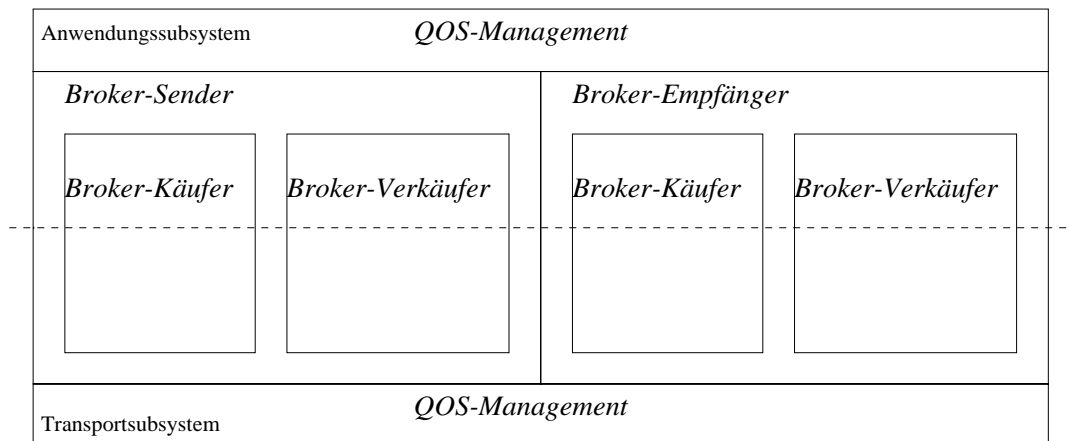 Anwendungssubsystem QOS-Management
Broker-Sender Broker-Empfänger
Broker-Käufer Broker-Verkäufer Broker-Käufer Broker-Verkäufer
QOS-Management
Transportsubsystem